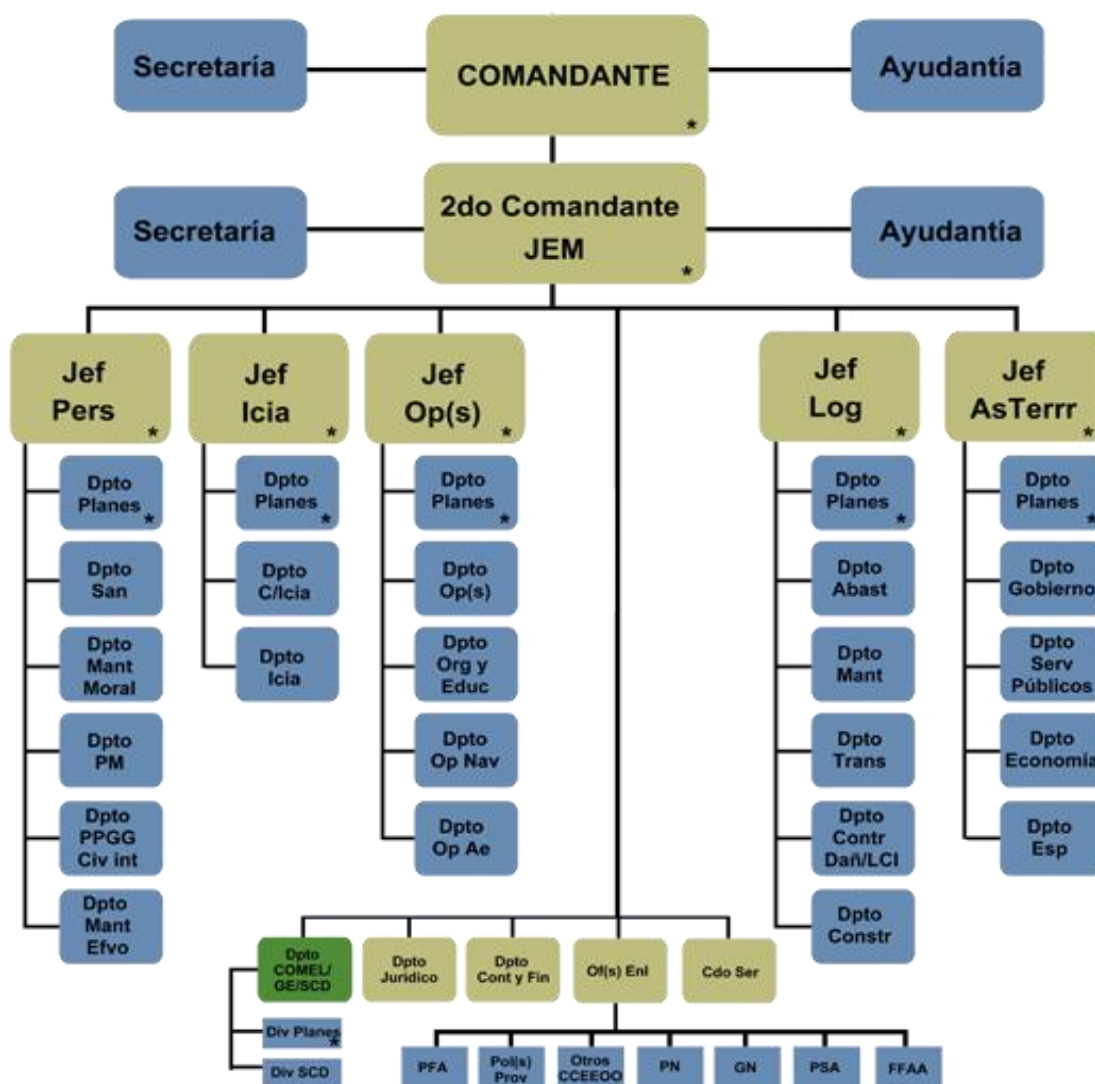 Secretaría
COMANDANTE
*
Ayudantía
Secretaría
2do Comandante
JEM
*
Ayudantía
Jef
Pers
*
Dpto
Planes
*
Dpto
San
Dpto
Mant
Moral
Dpto
PM
Dpto
PPGG
Civ int
Dpto
Mant
Efvo
Jef
Icia
*
Dpto
Planes
*
Dpto
C/Icia
Dpto
Icia
Jef
Op(s)
*
Dpto
Planes
*
Dpto
Op(s)
Dpto
Org y
Educ
Dpto
Op Nav
Dpto
Op Ae
Jef
Log
*
Dpto
Planes
*
Dpto
Abast
Dpto
Mant
Dpto
Trans
Dpto
Contr
Dañ/LCI
Dpto
Constr
Jef
AsTerrr
*
Dpto
Planes
*
Dpto
Gobierno
Dpto
Serv
Públicos
Dpto
Economía
Dpto
Esp
Dpto
COMEL/
GE/SCD
Div Planes
*
Div SCD
Dpto
Jurídico
Dpto
Cont y Fin
Of(s) Enl
Cdo Ser
PFA
Pol(s)
Prov
Otros
CCEEOO
PN
GN
PSA
FFAA